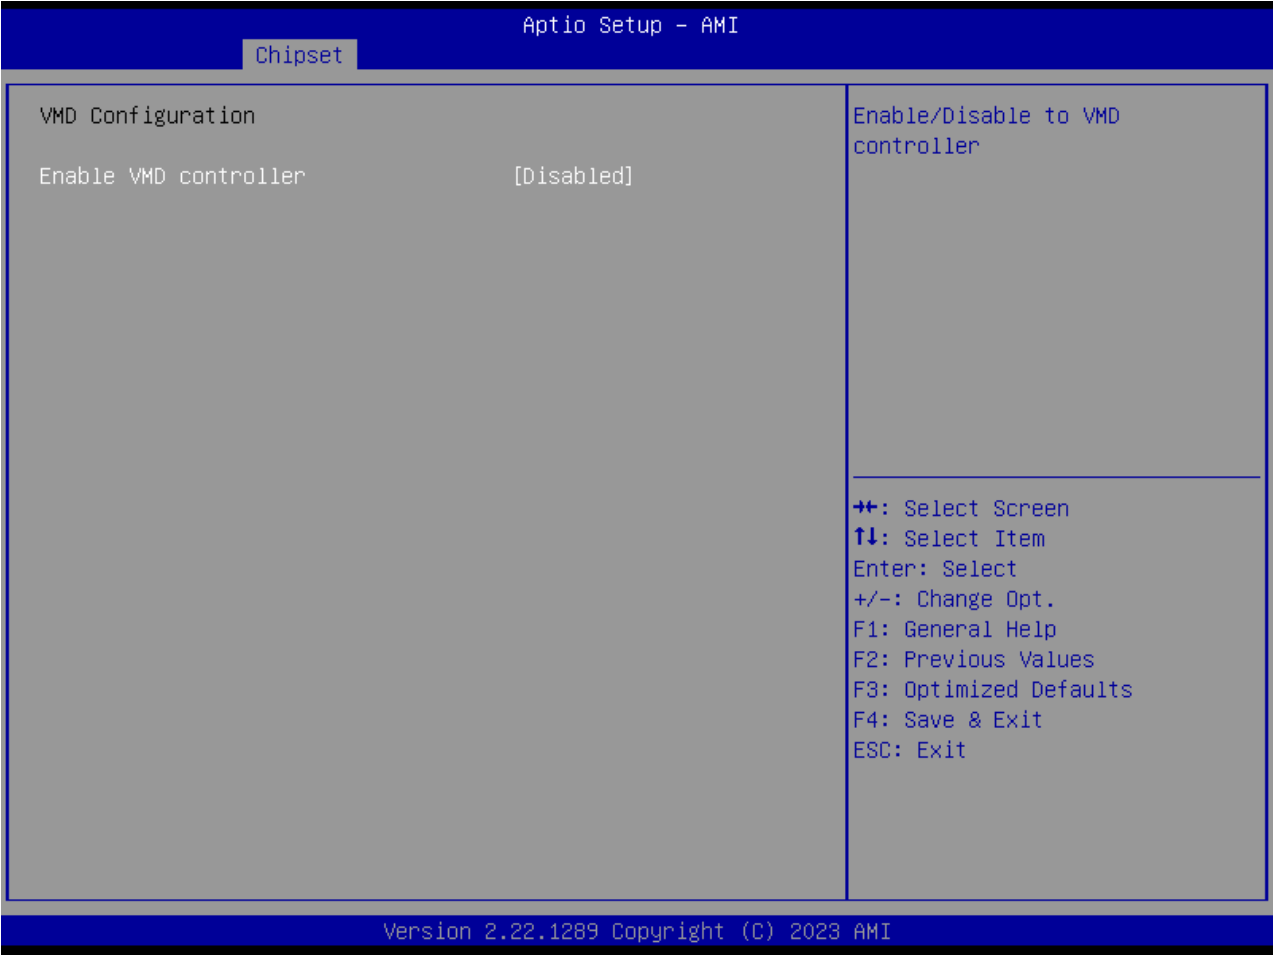 Aptio Setup – AMI
Chipset
VMD Configuration
Enable VMD controller [Disabled]
Enable/Disable to VMD
controller
→←: Select Screen
↑↓: Select Item
Enter: Select
+/-: Change Opt.
F1: General Help
F2: Previous Values
F3: Optimized Defaults
F4: Save & Exit
ESC: Exit
Version 2.22.1289 Copyright (C) 2023 AMI